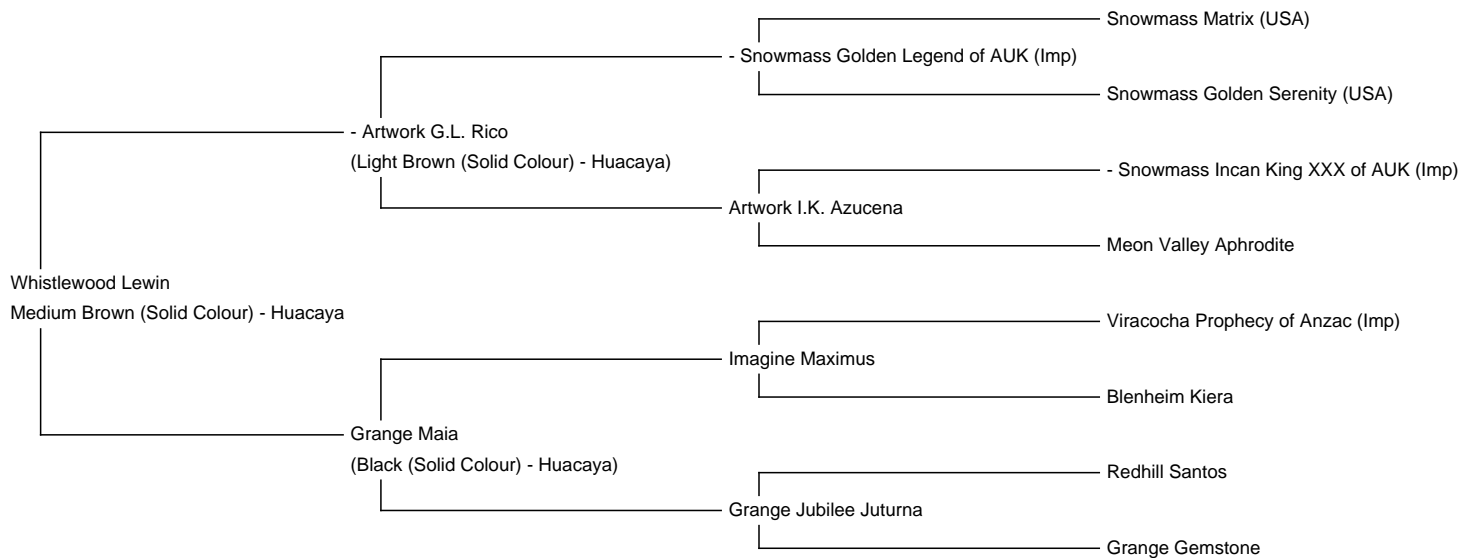 Snowmass Matrix (USA)
- Snowmass Golden Legend of AUK (Imp)
Snowmass Golden Serenity (USA)
- Artwork G.L. Rico
(Light Brown (Solid Colour) - Huacaya)
- Snowmass Incan King XXX of AUK (Imp)
Artwork I.K. Azucena
Meon Valley Aphrodite
Whistlewood Lewin
Medium Brown (Solid Colour) - Huacaya
Viracocha Prophecy of Anzac (Imp)
Imagine Maximus
Blenheim Kiera
Grange Maia
(Black (Solid Colour) - Huacaya)
Redhill Santos
Grange Jubilee Juturna
Grange Gemstone